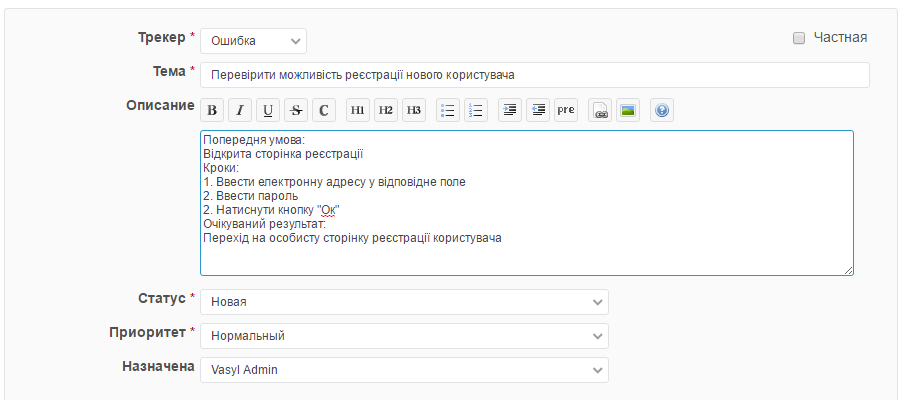 Трекер * Ошибка Частная
Тема * Перевірити можливість реєстрації нового користувача
Описание B I U S C H1 H2 H3 pre
Попередня умова:
Відкрита сторінка реєстрації
Кроки:
1. Ввести електронну адресу у відповідне поле
2. Ввести пароль
2. Натиснути кнопку "Ок"
Очікуваний результат:
Перехід на особисту сторінку реєстрації користувача
Статус * Новая
Приоритет * Нормальный
Назначена Vasyl Admin